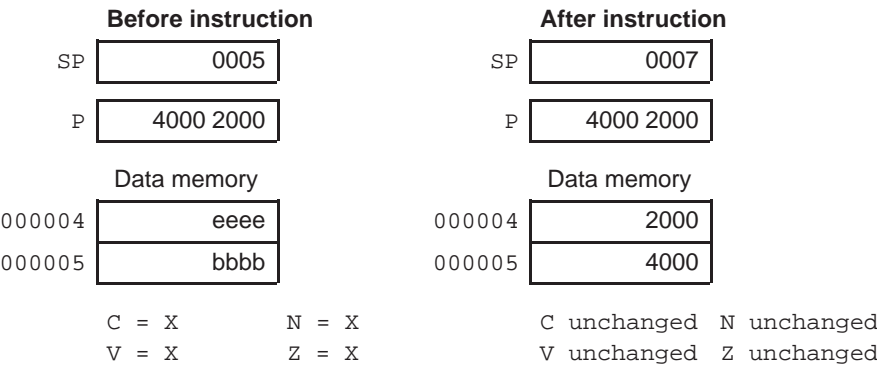 Before instruction After instruction
SP 0005 SP 0007
P 4000 2000 P 4000 2000
Data memory Data memory
000004 eeee 000004 2000
000005 bbbb 000005 4000
C = X N = X C unchanged N unchanged
V = X Z = X V unchanged Z unchanged